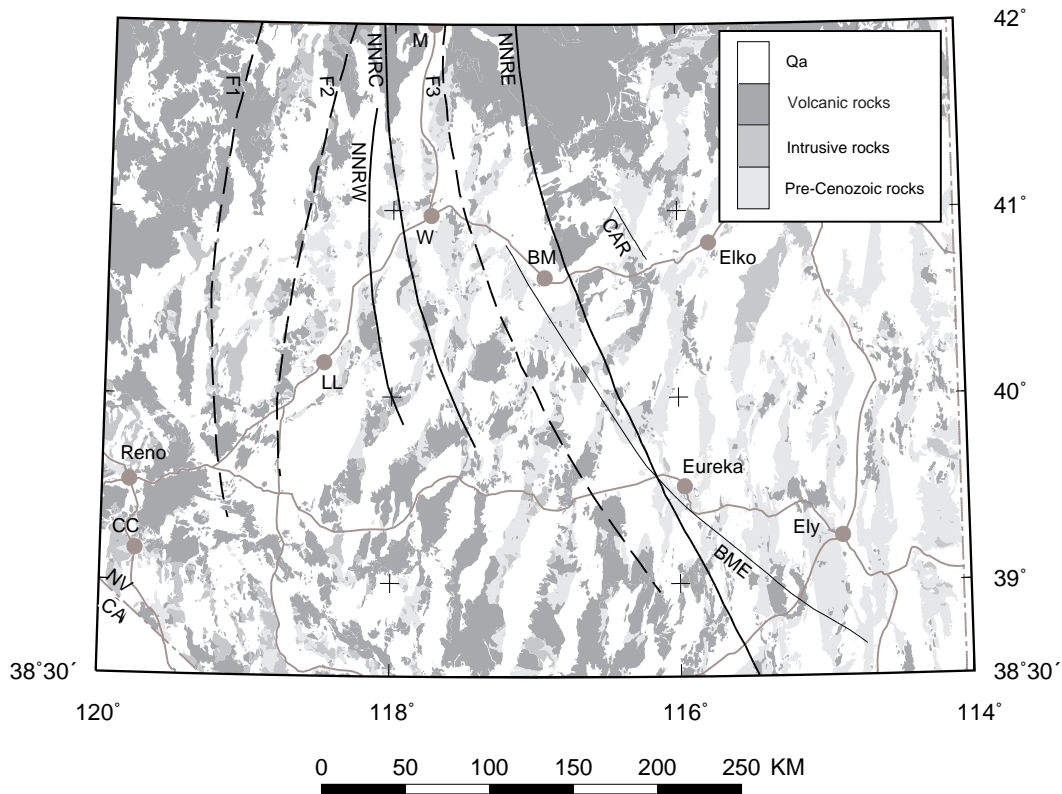 42˚
M
NNRC
NNRE
F1
F2
F3
NNRW
Qa
Volcanic rocks
Intrusive rocks
Pre-Cenozoic rocks
41˚
W
CAR
BM
Elko
LL
40˚
Reno
Eureka
CC
Ely
BME
NV
CA
39˚
38˚30´
38˚30´
120˚
118˚
116˚
114˚
0 50 100 150 200 250 KM